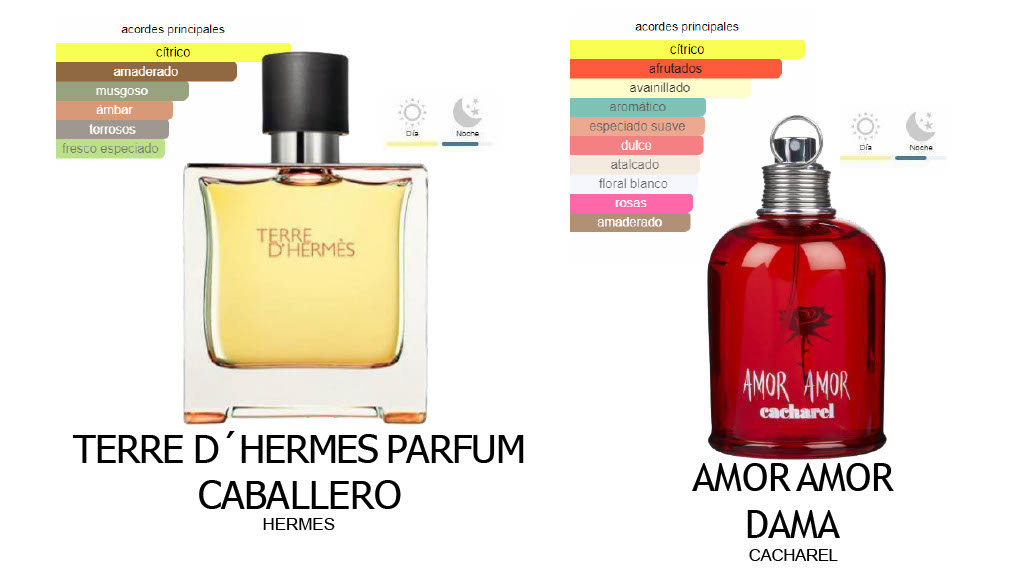 acordes principales
cítrico
amaderado
musgoso
ámbar
terrosos
fresco especiado
Día
Noche
TERRE
D'HERMÈS
TERRE D´HERMES PARFUM
CABALLERO
HERMES
acordes principales
cítrico
afrutados
avainillado
aromático
especiado suave
dulce
atalcado
floral blanco
rosas
amaderado
Día
Noche
AMOR AMOR
cacharel
AMOR AMOR
DAMA
CACHAREL